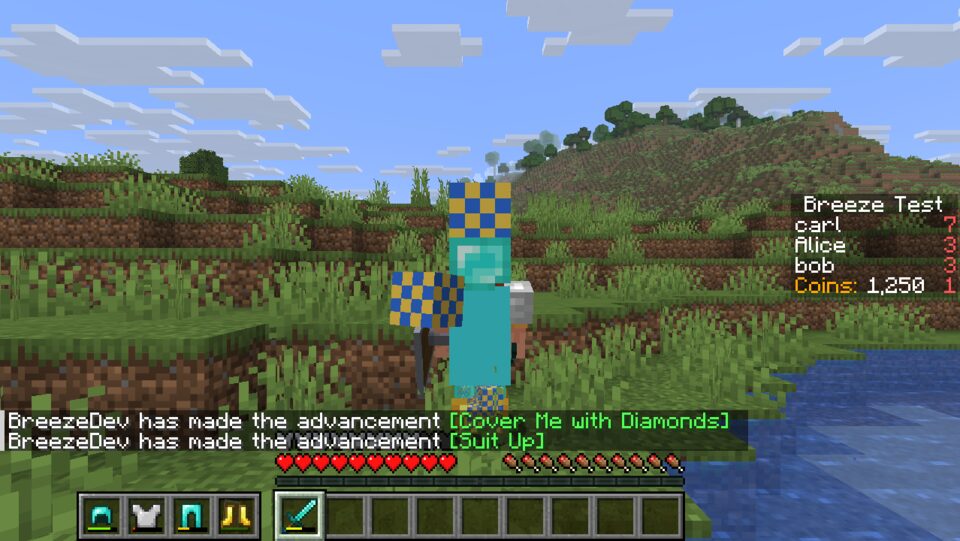 Breeze Test
carl 7
Alice 3
bob 3
Coins: 1,250 1
BreezeDev has made the advancement [Cover Me with Diamonds]
BreezeDev has made the advancement [Suit Up]